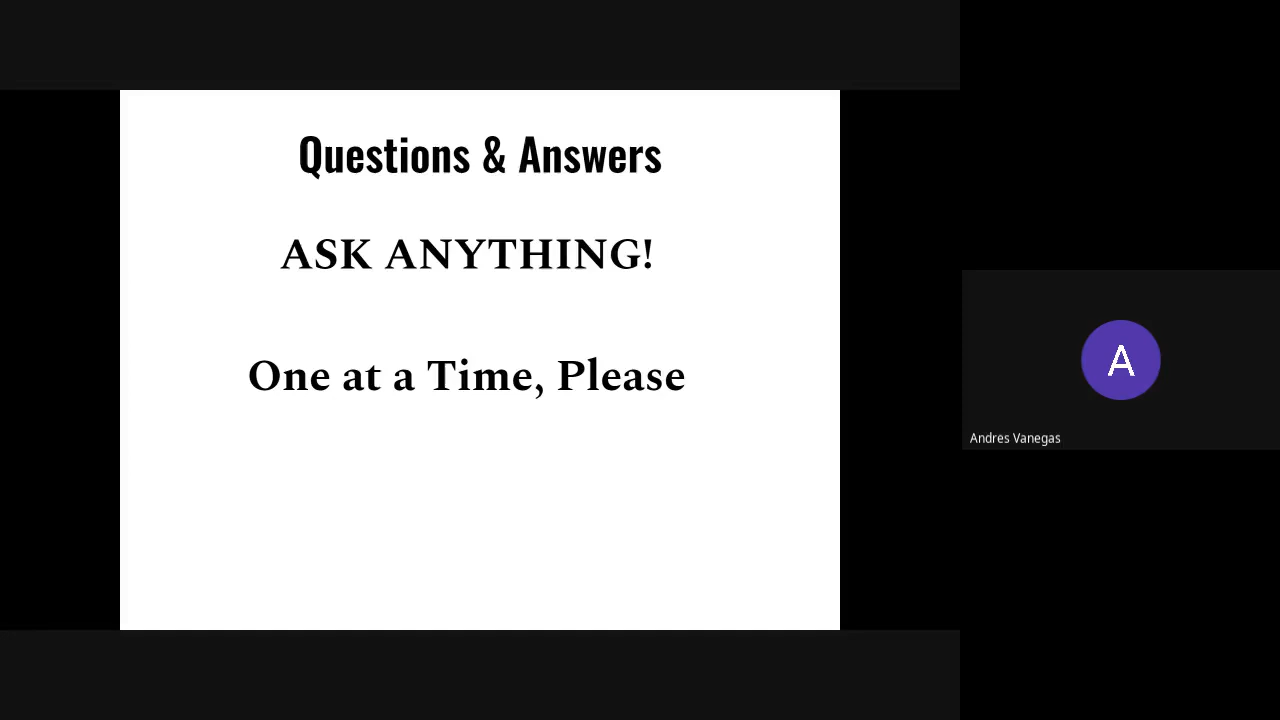 Questions & Answers
ASK ANYTHING!
One at a Time, Please
A
Andres Vanegas